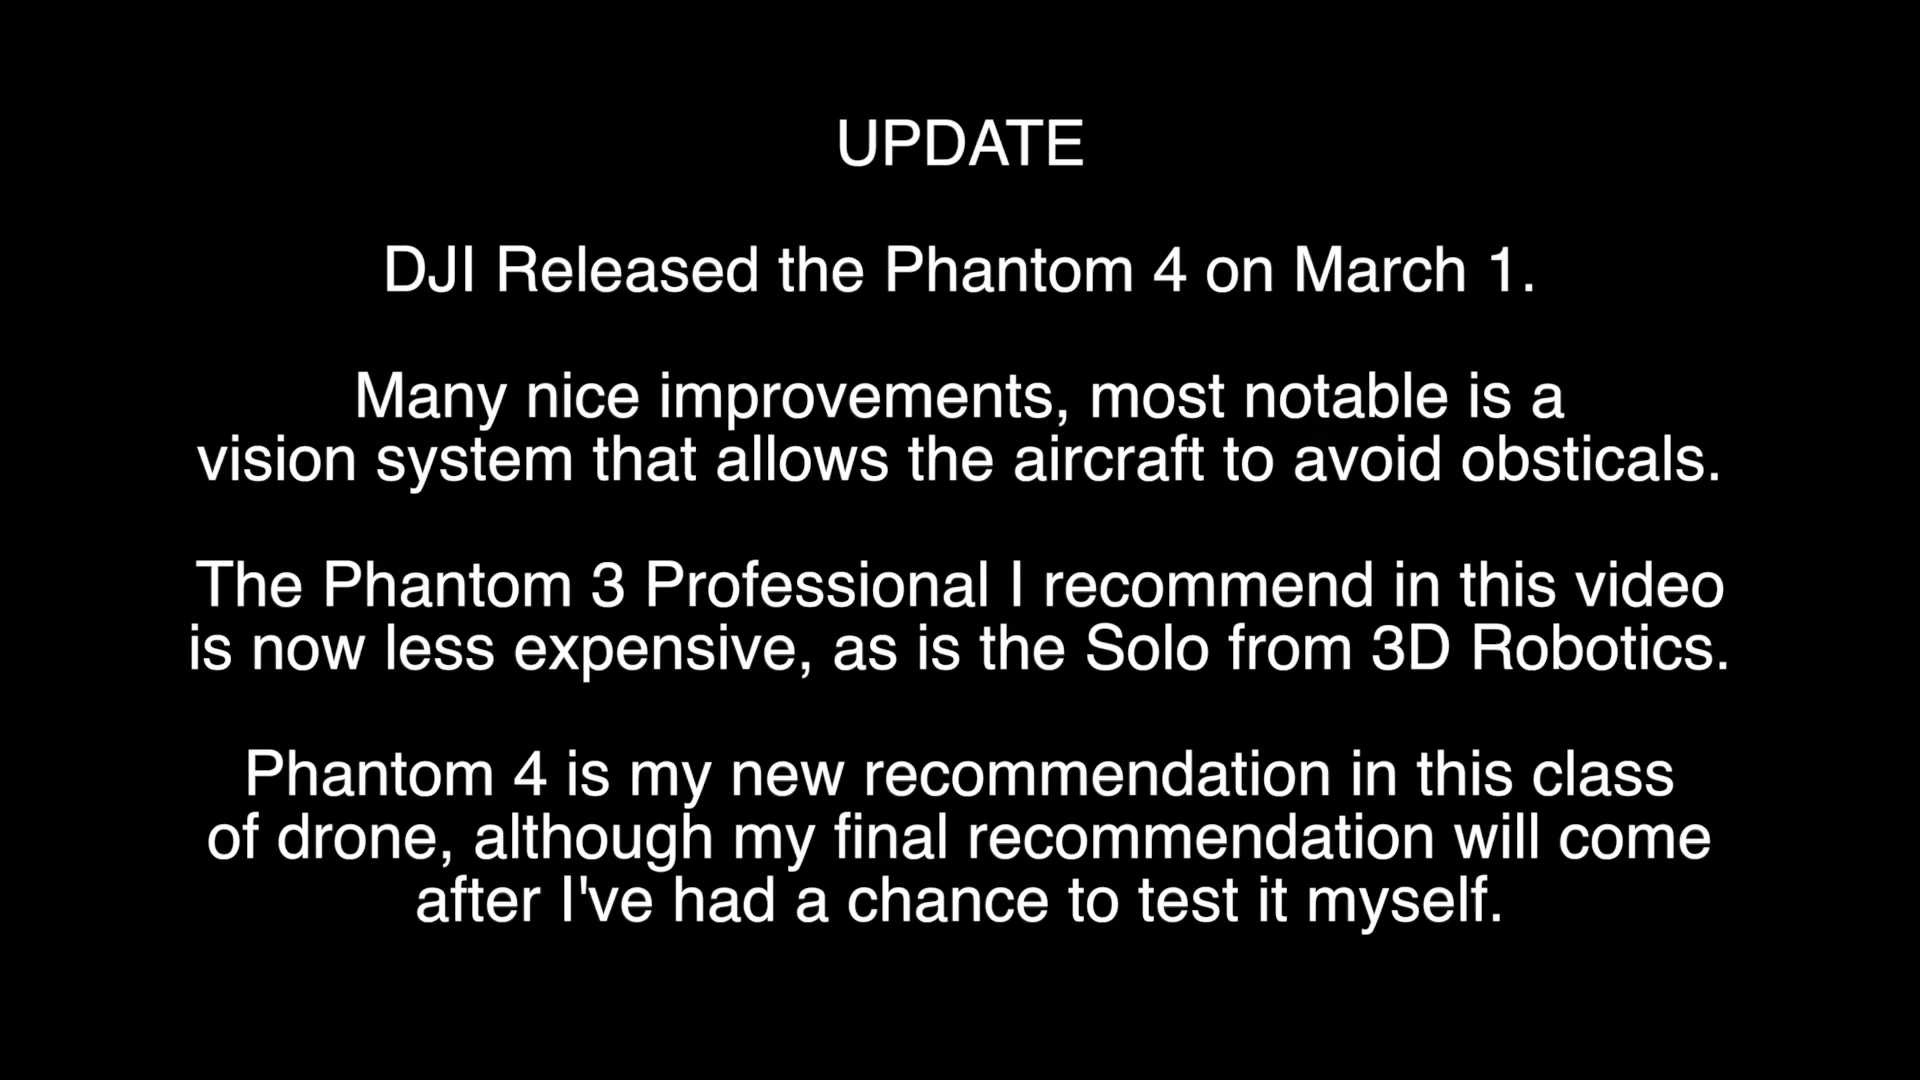 UPDATE
DJI Released the Phantom 4 on March 1.
Many nice improvements, most notable is a
vision system that allows the aircraft to avoid obsticals.
The Phantom 3 Professional I recommend in this video
is now less expensive, as is the Solo from 3D Robotics.
Phantom 4 is my new recommendation in this class
of drone, although my final recommendation will come
after I've had a chance to test it myself.